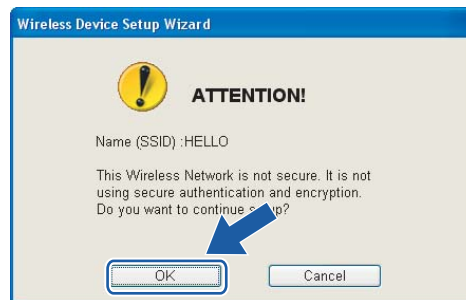 Wireless Device Setup Wizard
ATTENTION!
Name (SSID) :HELLO
This Wireless Network is not secure. It is not
using secure authentication and encryption.
Do you want to continue setup?
OK
Cancel